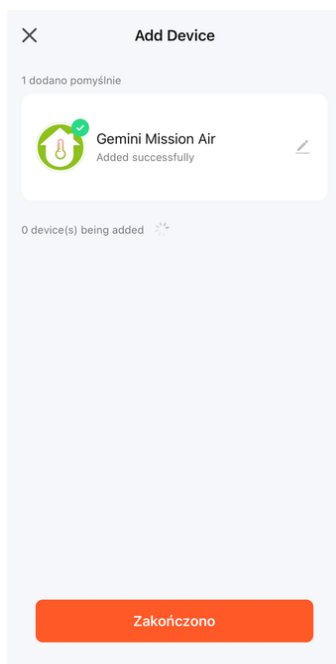 Add Device
1 dodano pomyślnie
Gemini Mission Air
Added successfully
0 device(s) being added
Zakończono